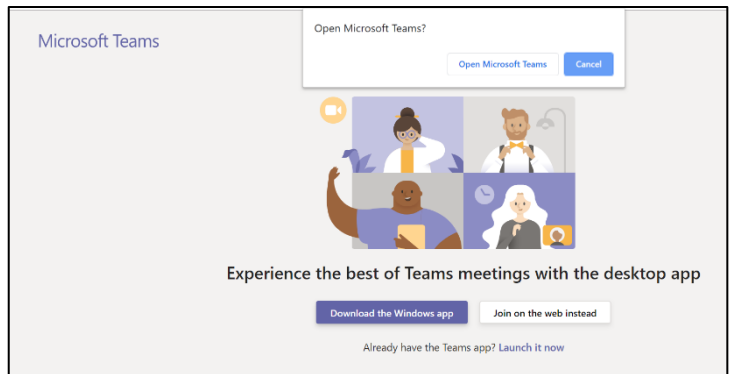 Microsoft Teams
Open Microsoft Teams?
Open Microsoft Teams Cancel
Experience the best of Teams meetings with the desktop app
Download the Windows app Join on the web instead
Already have the Teams app? Launch it now